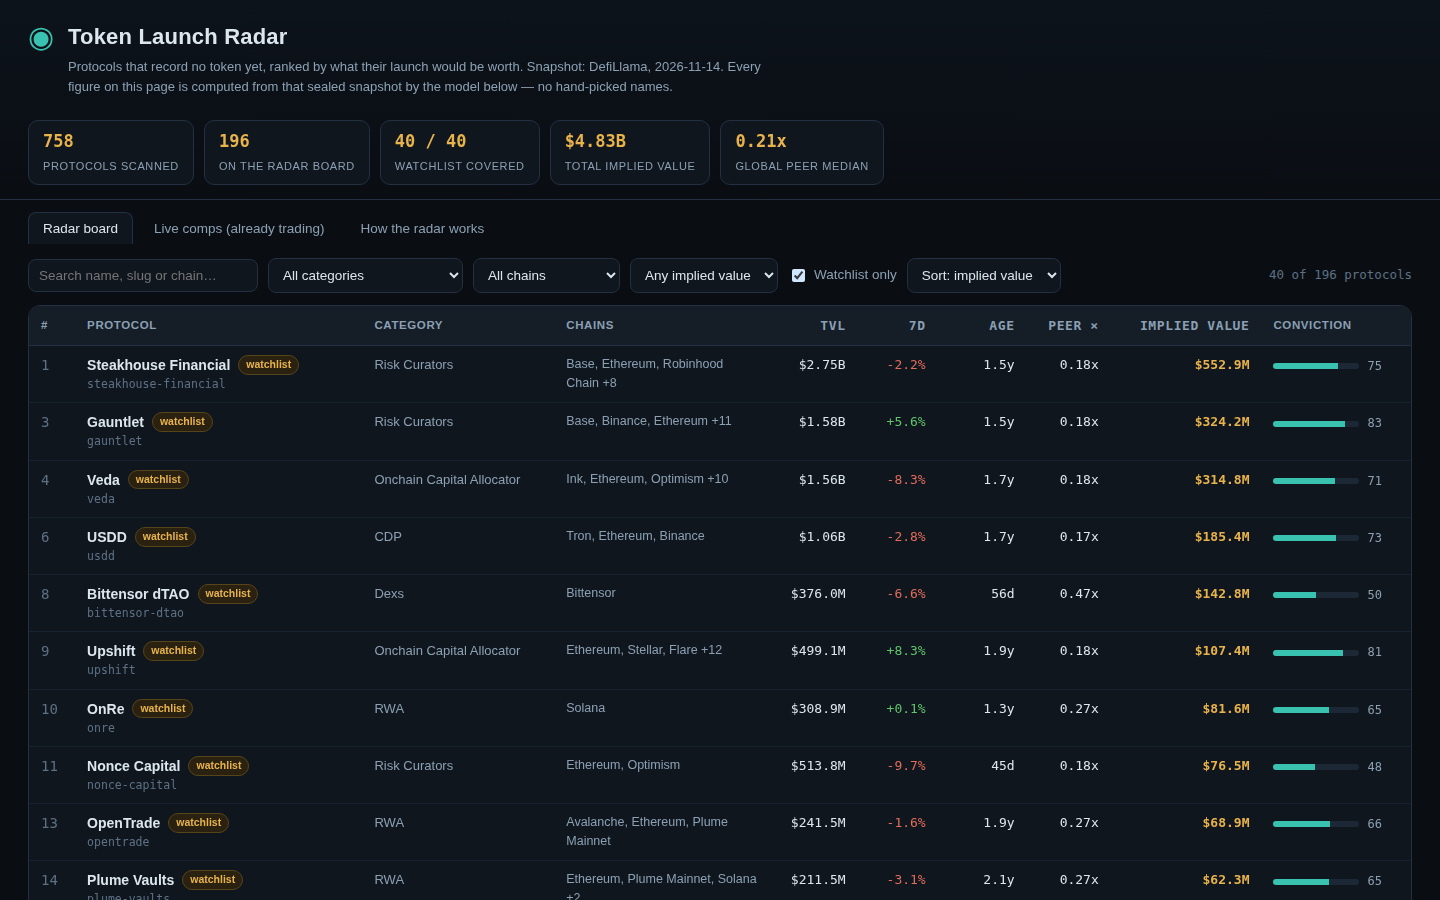 Token Launch Radar
Protocols that record no token yet, ranked by what their launch would be worth. Snapshot: DefiLlama, 2026-11-14. Every
figure on this page is computed from that sealed snapshot by the model below — no hand-picked names.
758
PROTOCOLS SCANNED
196
ON THE RADAR BOARD
40 / 40
WATCHLIST COVERED
$4.83B
TOTAL IMPLIED VALUE
0.21x
GLOBAL PEER MEDIAN
Radar board Live comps (already trading) How the radar works
Search name, slug or chain… All categories All chains Any implied value Watchlist only Sort: implied value 40 of 196 protocols
# PROTOCOL CATEGORY CHAINS TVL 7D AGE PEER × IMPLIED VALUE CONVICTION
1 Steakhouse Financial watchlist Risk Curators Base, Ethereum, Robinhood $2.75B -2.2% 1.5y 0.18x $552.9M 75
steakhouse-financial Chain +8
3 Gauntlet watchlist Risk Curators Base, Binance, Ethereum +11 $1.58B +5.6% 1.5y 0.18x $324.2M 83
gauntlet
4 Veda watchlist Onchain Capital Allocator Ink, Ethereum, Optimism +10 $1.56B -8.3% 1.7y 0.18x $314.8M 71
veda
6 USDD watchlist CDP Tron, Ethereum, Binance $1.06B -2.8% 1.7y 0.17x $185.4M 73
usdd
8 Bittensor dTAO watchlist Dexs Bittensor $376.0M -6.6% 56d 0.47x $142.8M 50
bittensor-dtao
9 Upshift watchlist Onchain Capital Allocator Ethereum, Stellar, Flare +12 $499.1M +8.3% 1.9y 0.18x $107.4M 81
upshift
10 OnRe watchlist RWA Solana $308.9M +0.1% 1.3y 0.27x $81.6M 65
onre
11 Nonce Capital watchlist Risk Curators Ethereum, Optimism $513.8M -9.7% 45d 0.18x $76.5M 48
nonce-capital
13 OpenTrade watchlist RWA Avalanche, Ethereum, Plume $241.5M -1.6% 1.9y 0.27x $68.9M 66
opentrade Mainnet
14 Plume Vaults watchlist RWA Ethereum, Plume Mainnet, Solana $211.5M -3.1% 2.1y 0.27x $62.3M 65
plume-vaults +2